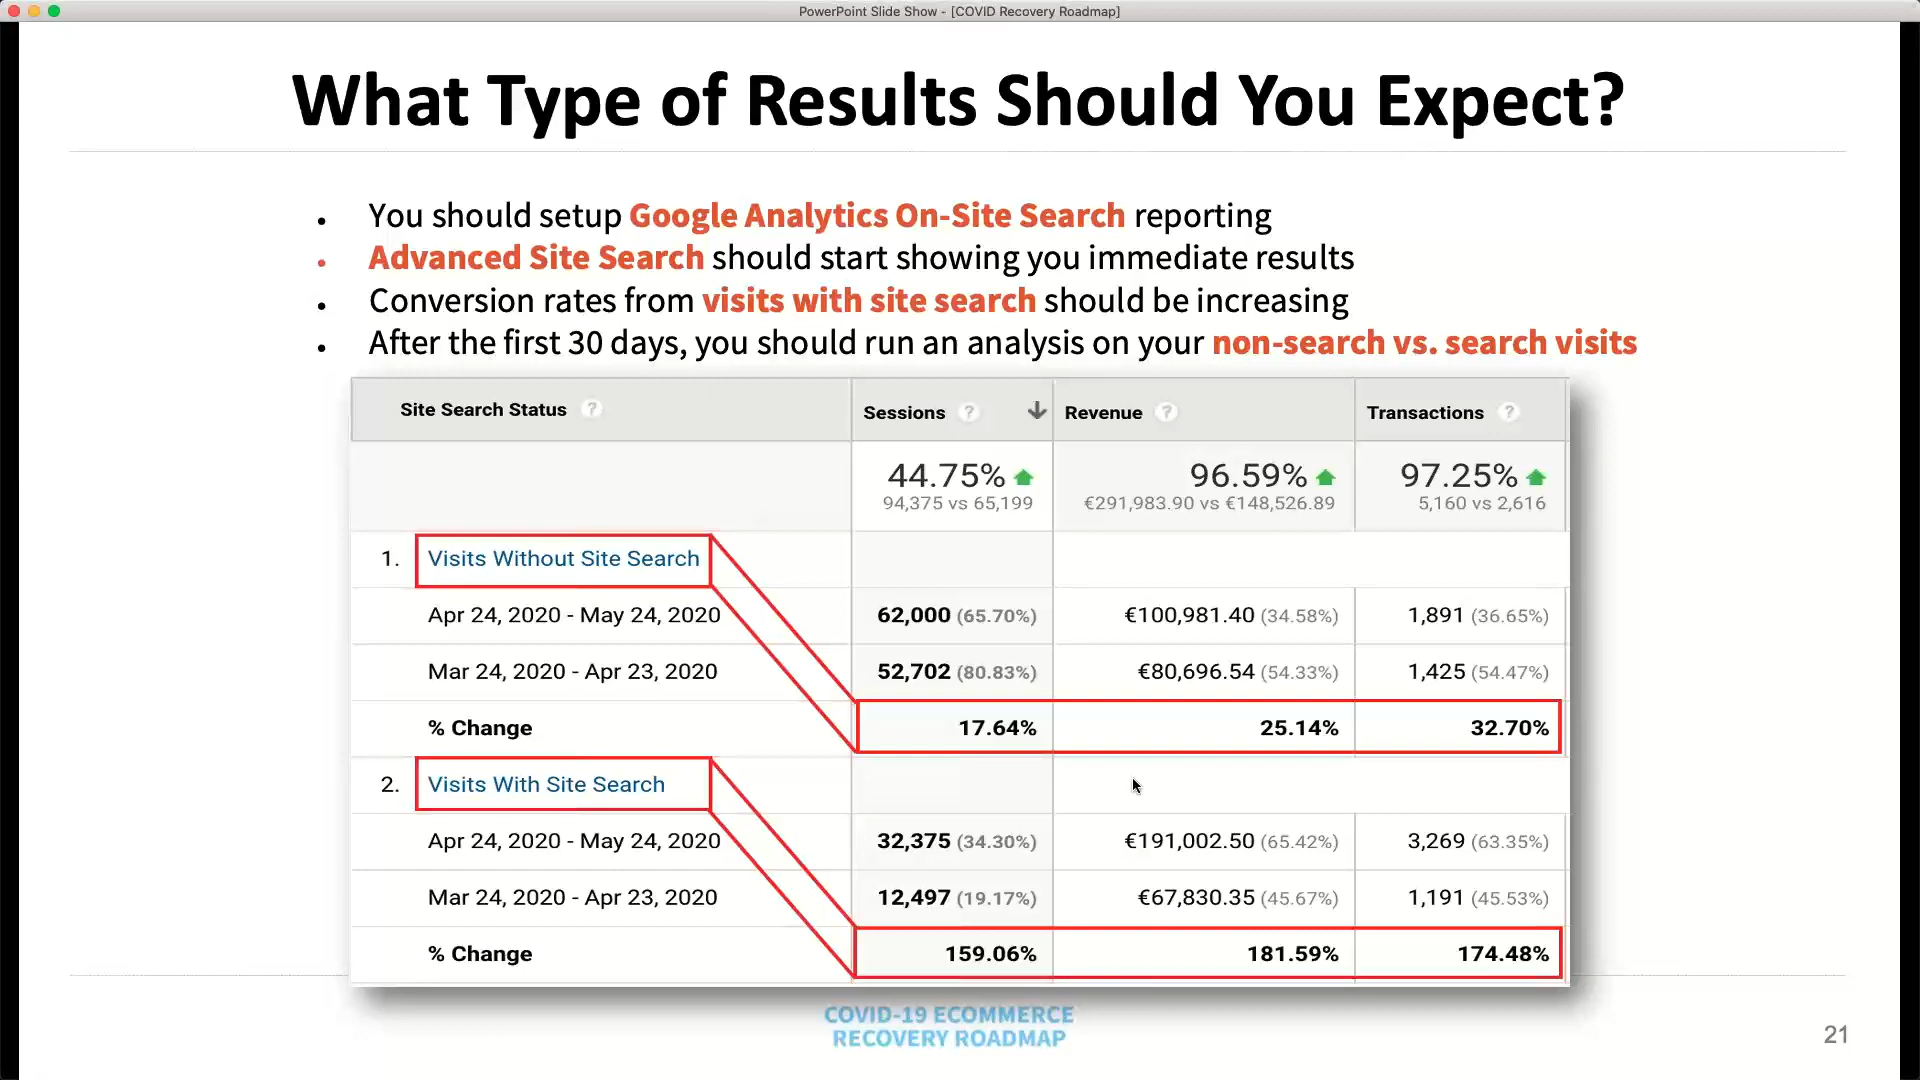 PowerPoint Slide Show - [COVID Recovery Roadmap]
What Type of Results Should You Expect?
• You should setup Google Analytics On-Site Search reporting
• Advanced Site Search should start showing you immediate results
• Conversion rates from visits with site search should be increasing
• After the first 30 days, you should run an analysis on your non-search vs. search visits
Site Search Status ? Sessions ? Revenue ? Transactions ?
44.75% 96.59% 97.25%
94,375 vs 65,199 €291,983.90 vs €148,526.89 5,160 vs 2,616
1. Visits Without Site Search
Apr 24, 2020 - May 24, 2020 62,000 (65.70%) €100,981.40 (34.58%) 1,891 (36.65%)
Mar 24, 2020 - Apr 23, 2020 52,702 (80.83%) €80,696.54 (54.33%) 1,425 (54.47%)
% Change 17.64% 25.14% 32.70%
2. Visits With Site Search
Apr 24, 2020 - May 24, 2020 32,375 (34.30%) €191,002.50 (65.42%) 3,269 (63.35%)
Mar 24, 2020 - Apr 23, 2020 12,497 (19.17%) €67,830.35 (45.67%) 1,191 (45.53%)
% Change 159.06% 181.59% 174.48%
COVID-19 ECOMMERCE
RECOVERY ROADMAP
21